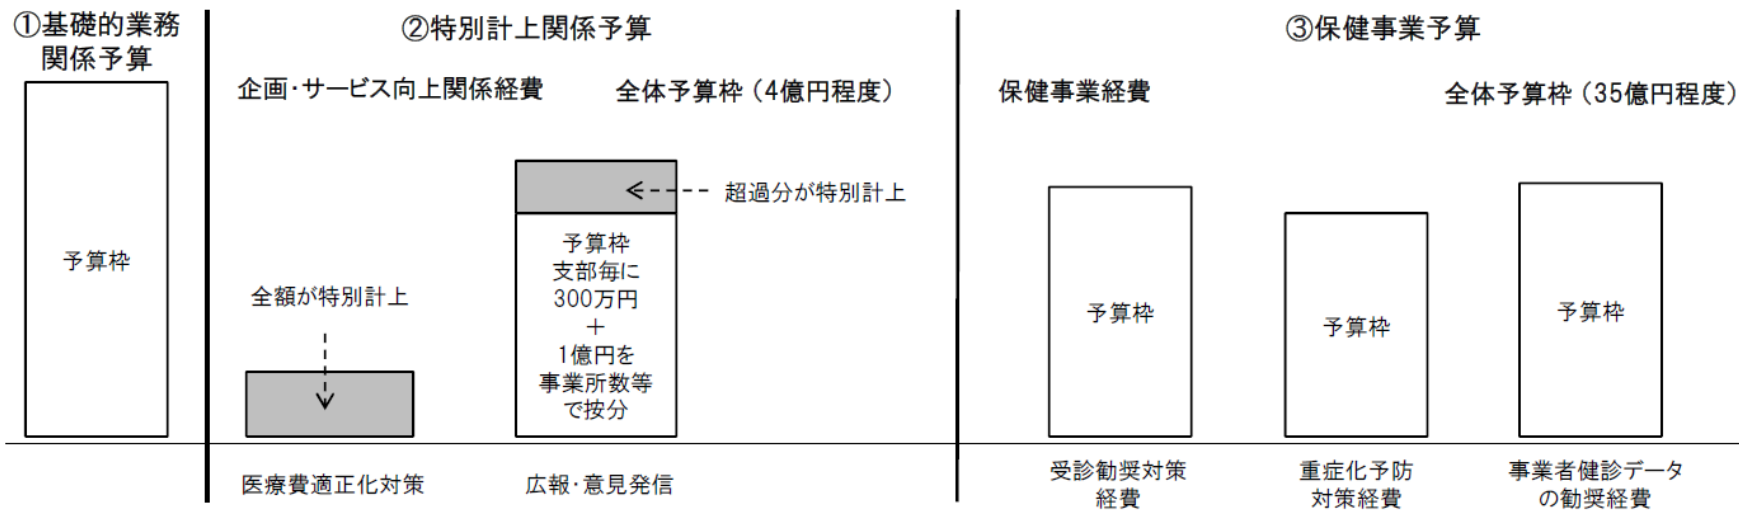 ①基礎的業務
関係予算
予算枠
②特別計上関係予算
企画・サービス向上関係経費
全体予算枠（4億円程度）
全額が特別計上
医療費適正化対策
超過分が特別計上
予算枠
支部毎に
300万円
＋
1億円を
事業所数等
で按分
広報・意見発信
③保健事業予算
保健事業経費
全体予算枠（35億円程度）
予算枠
受診勧奨対策
経費
予算枠
重症化予防
対策経費
予算枠
事業者健診データ
の勧奨経費